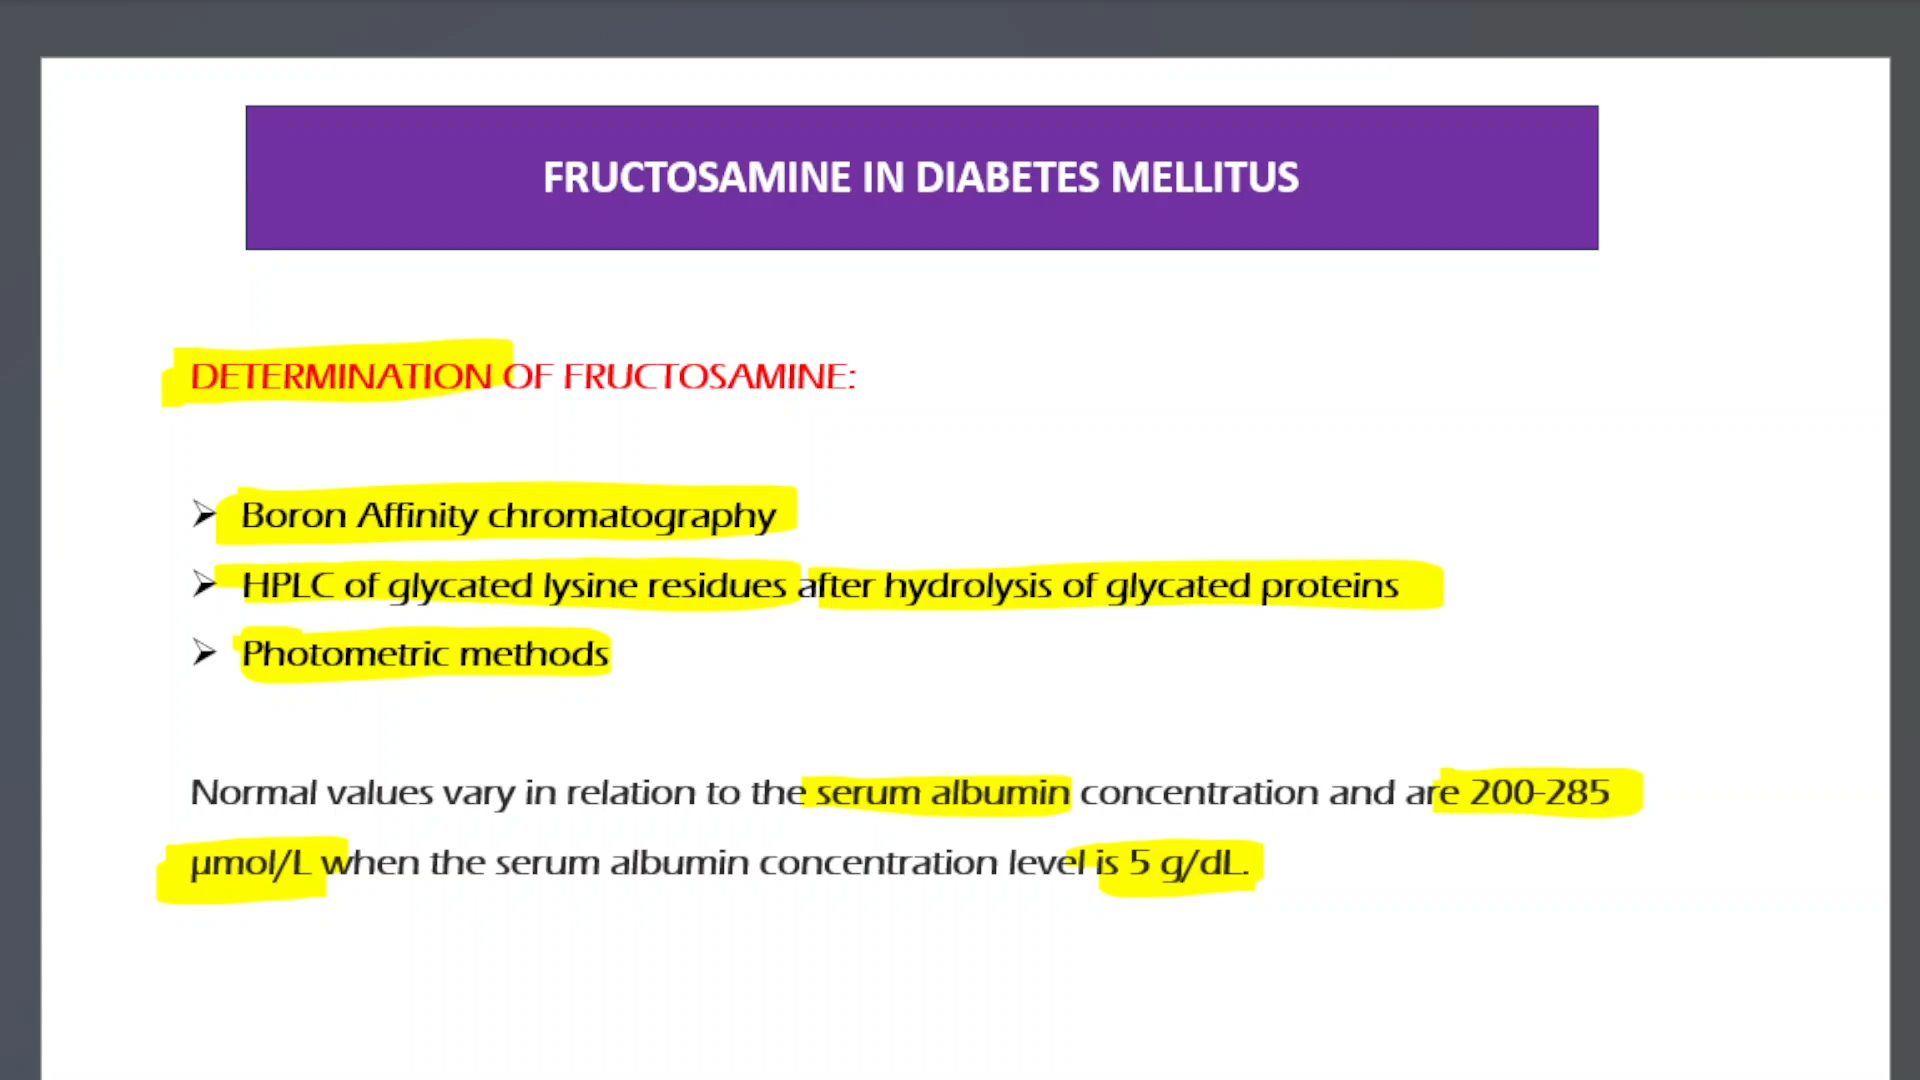 FRUCTOSAMINE IN DIABETES MELLITUS
DETERMINATION OF FRUCTOSAMINE:
➢ Boron Affinity chromatography
➢ HPLC of glycated lysine residues after hydrolysis of glycated proteins
➢ Photometric methods
Normal values vary in relation to the serum albumin concentration and are 200-285
µmol/L when the serum albumin concentration level is 5 g/dL.